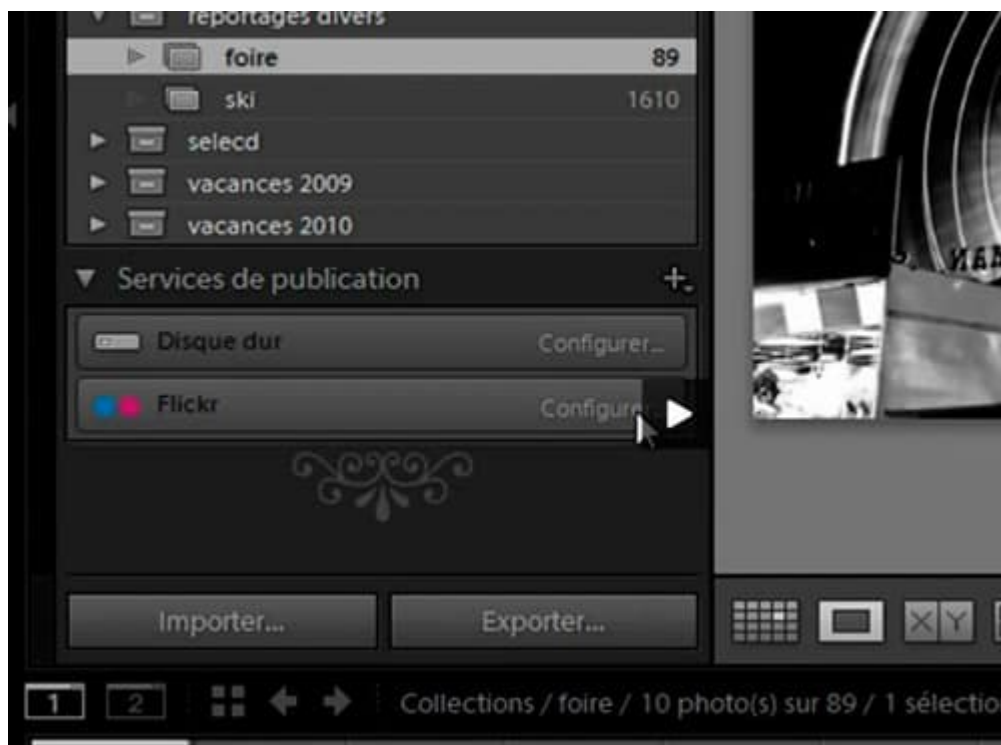 reportages divers
foire 89
ski 1610
selecd
vacances 2009
vacances 2010
Services de publication
Disque dur Configurer...
Flickr Configurer...
Importer... Exporter...
X Y
1 2 Collections / foire / 10 photo(s) sur 89 / 1 sélectio